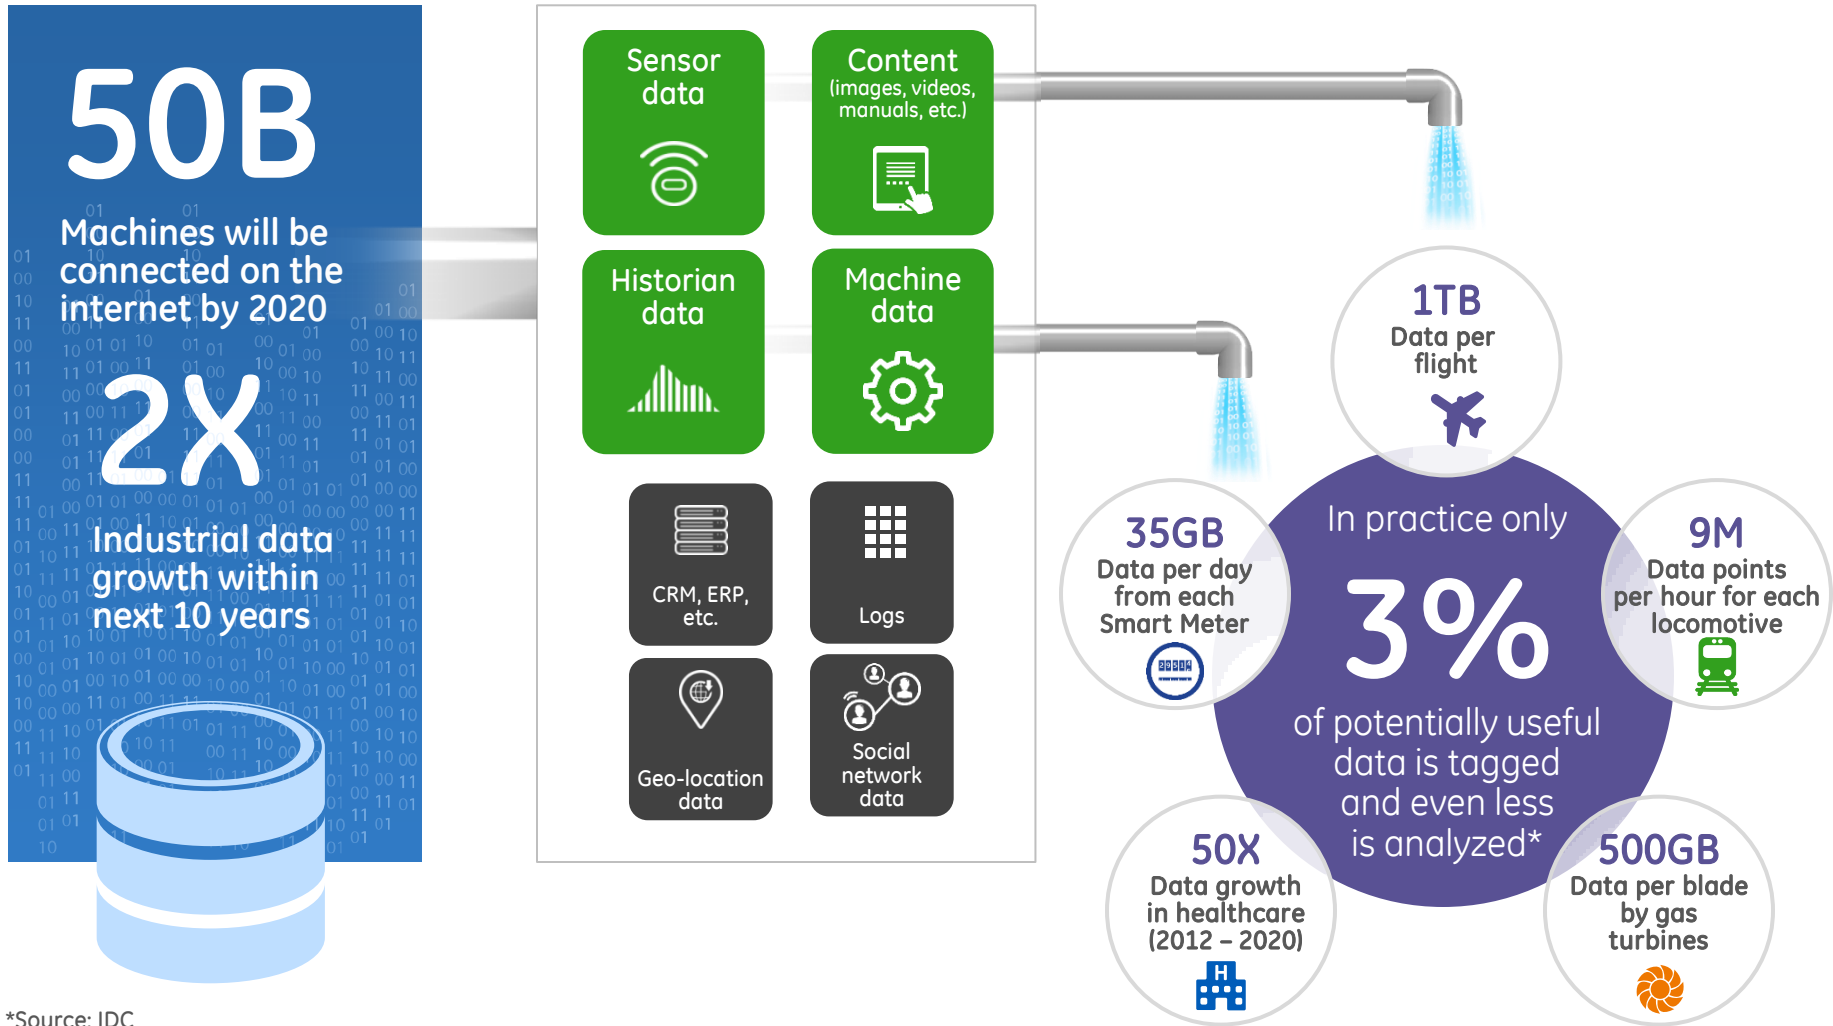 50B
Machines will be
connected on the
internet by 2020
2X
Industrial data
growth within
next 10 years
Sensor
data
Content
(images, videos,
manuals, etc.)
Historian
data
Machine
data
CRM, ERP,
etc.
Logs
Geo-location
data
Social
network
data
1TB
Data per
flight
35GB
Data per day
from each
Smart Meter
In practice only
3%
of potentially useful
data is tagged
and even less
is analyzed*
9M
Data points
per hour for each
locomotive
50X
Data growth
in healthcare
(2012 – 2020)
H
500GB
Data per blade
by gas
turbines
*Source: IDC